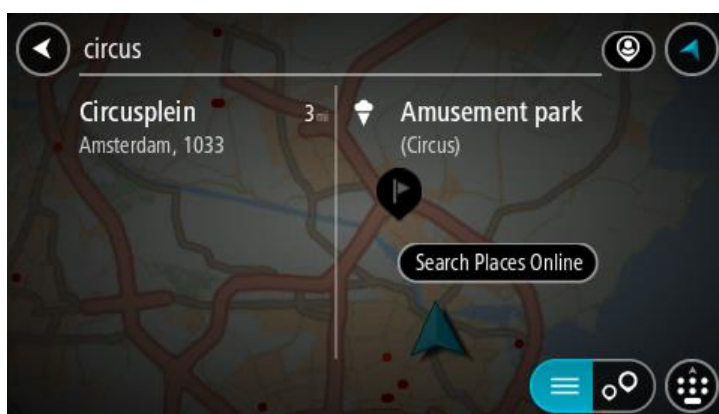 circus
Circusplein
3 mi
Amsterdam, 1033
Amusement park
(Circus)
Search Places Online